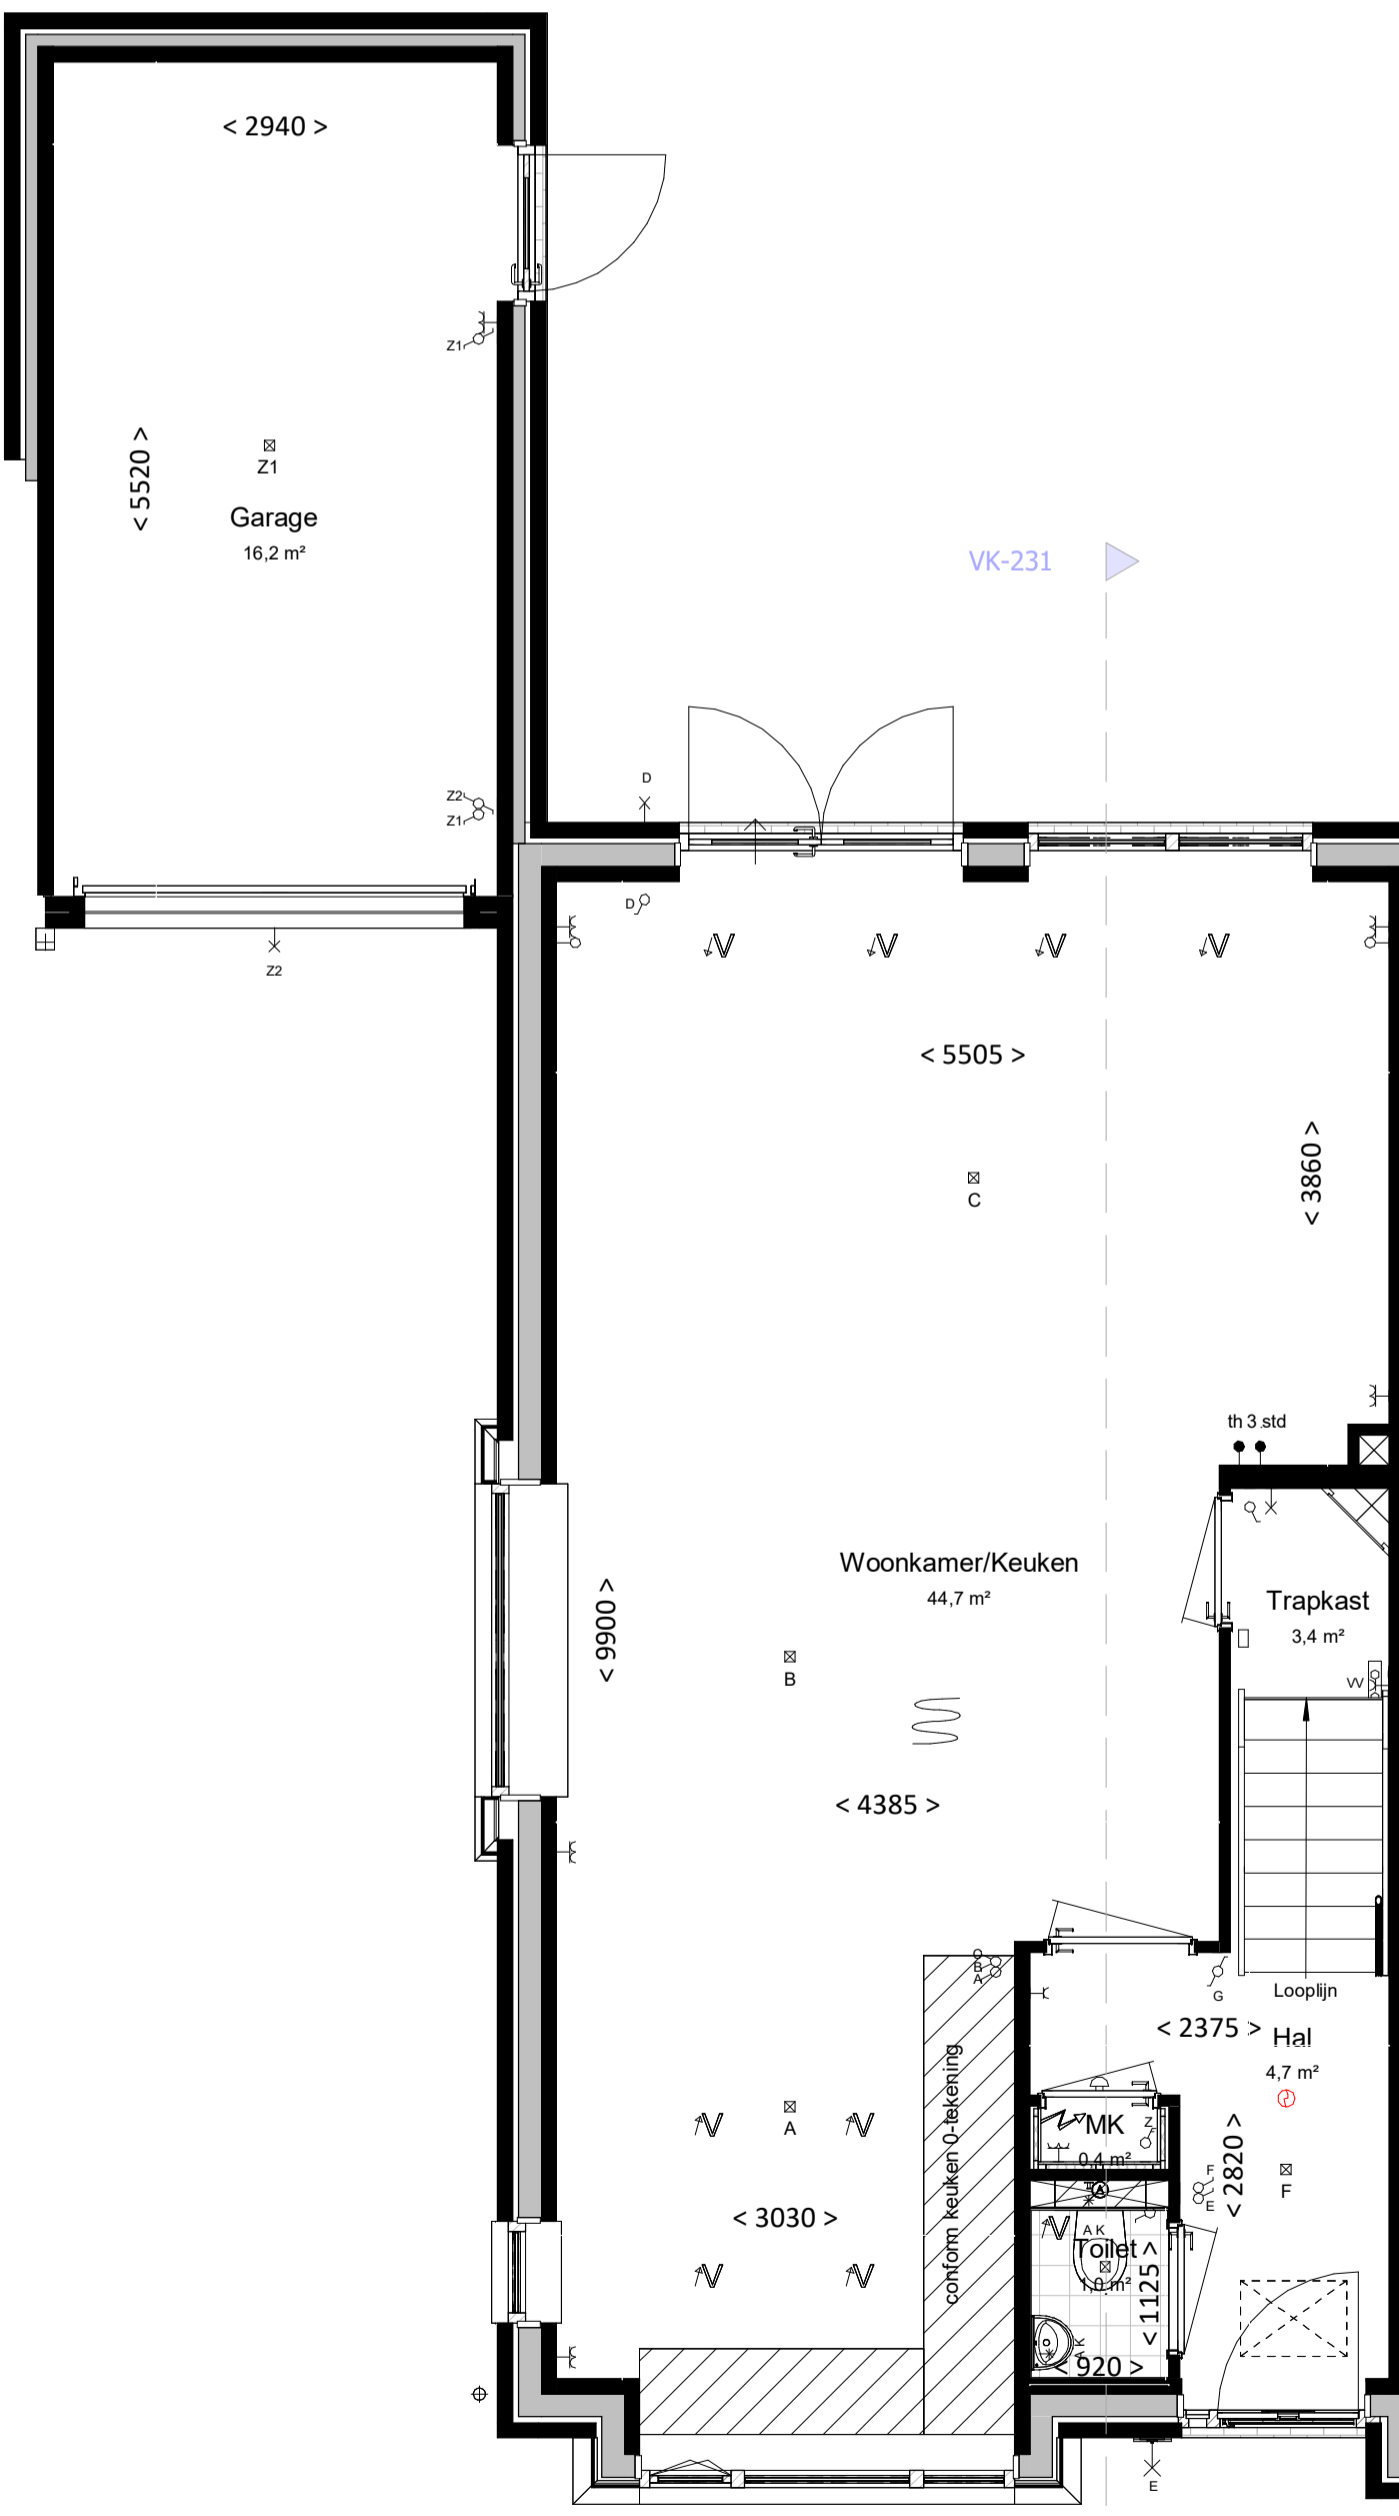 < 2940 >
Z1
< 5520 >
Z1
Garage
16,2 m²
VK-231
D
Z2
Z1
D
Z2
V
V
V
V
< 5505 >
< 3860 >
C
th 3 std
Woonkamer/Keuken
44,7 m²
Trapkast
3,4 m²
< 9900 >
B
VV
< 4385 >
C
B
A
G
Looplijn
< 2375 >
Hal
4,7 m²
conform keuken 0-tekening
V
V
A
MK
Z
0,4 m²
< 2820 >
F
E
F
A
< 3030 >
V
A K
Toilet
1,0 m²
< 1125 >
V
V
A K
< 920 >
E